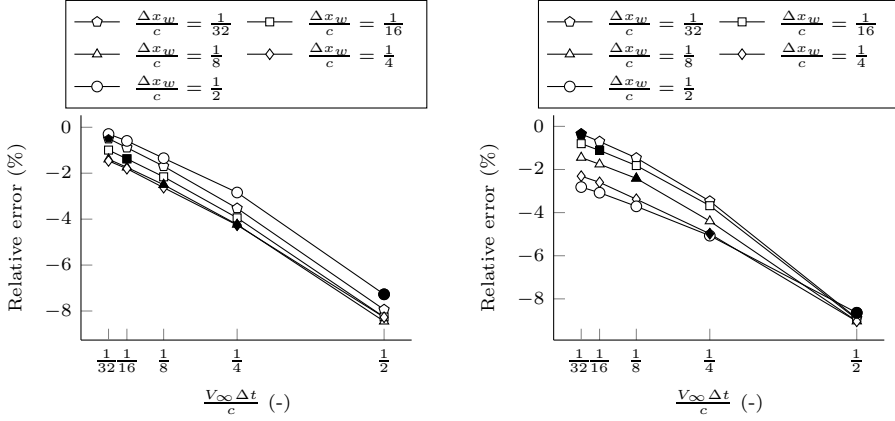 Δx_w/c = 1/32 Δx_w/c = 1/16
Δx_w/c = 1/8 Δx_w/c = 1/4
Δx_w/c = 1/2
Relative error (%)
0
−2
−4
−6
−8
1/32 1/16 1/8 1/4 1/2
V_∞ Δt/c (-)
Δx_w/c = 1/32 Δx_w/c = 1/16
Δx_w/c = 1/8 Δx_w/c = 1/4
Δx_w/c = 1/2
Relative error (%)
0
−2
−4
−6
−8
1/32 1/16 1/8 1/4 1/2
V_∞ Δt/c (-)